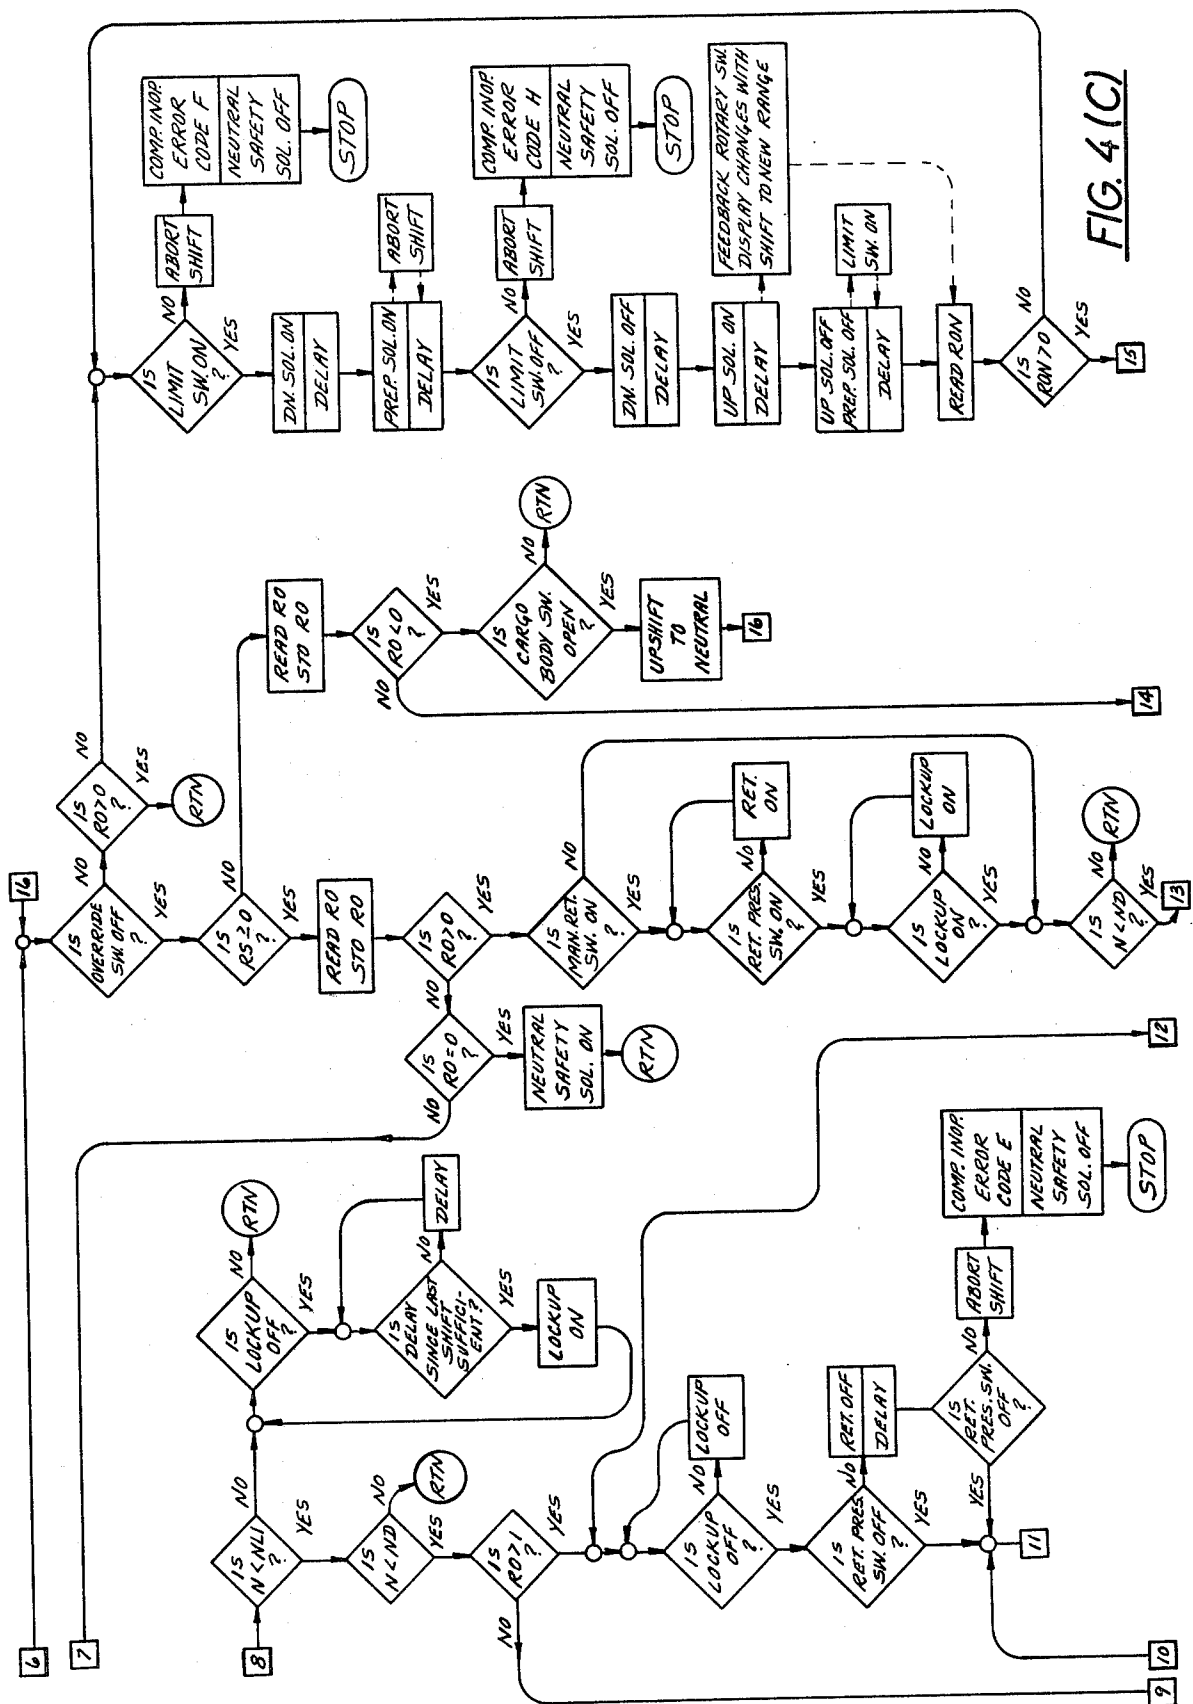 6
16
7
IS
OVERRIDE
SW. OFF
?
NO
YES
IS
RO>0
?
NO
YES
RTN
IS
RS≥0
?
NO
YES
READ RO
STO RO
IS
RO>0
?
NO
YES
IS
RO=0
?
NO
YES
NEUTRAL
SAFETY
SOL. ON
RTN
IS
MAN. RET.
SW. ON
?
NO
YES
IS
RET. PRES.
SW. ON
?
NO
RET.
ON
YES
IS
LOCKUP
ON
?
NO
LOCKUP
ON
YES
IS
N<ND
?
NO
RTN
YES
13
READ RO
STO RO
IS
RO<0
?
NO
YES
14
IS
CARGO
BODY SW.
OPEN
?
NO
RTN
YES
UPSHIFT
TO
NEUTRAL
16
IS
LIMIT
SW. ON
?
NO
ABORT
SHIFT
COMP. INOP.
ERROR
CODE F
NEUTRAL
SAFETY
SOL. OFF
STOP
YES
DN. SOL. ON
DELAY
PREP. SOL. ON
DELAY
ABORT
SHIFT
IS
LIMIT
SW. OFF
?
NO
ABORT
SHIFT
COMP. INOP.
ERROR
CODE H
NEUTRAL
SAFETY
SOL. OFF
STOP
YES
DN. SOL. OFF
DELAY
UP SOL. ON
DELAY
FEEDBACK ROTARY SW.
DISPLAY CHANGES WITH
SHIFT TO NEW RANGE
UP SOL. OFF
PREP. SOL. OFF
DELAY
LIMIT
SW. ON
READ RON
IS
RON>0
?
NO
YES
15
8
IS
N<NLI
?
NO
YES
IS
LOCKUP
OFF
?
NO
RTN
YES
IS
DELAY
SINCE LAST
SHIFT
SUFFICI-
ENT?
NO
DELAY
YES
LOCKUP
ON
IS
N<ND
?
NO
RTN
YES
IS
RO>1
?
NO
YES
12
IS
LOCKUP
OFF
?
NO
LOCKUP
OFF
YES
IS
RET. PRES.
SW. OFF
?
NO
RET. OFF
DELAY
YES
IS
RET.
PRES. SW.
OFF
?
NO
YES
ABORT
SHIFT
COMP. INOP.
ERROR
CODE E
NEUTRAL
SAFETY
SOL. OFF
STOP
11
10
9
FIG. 4 (C)